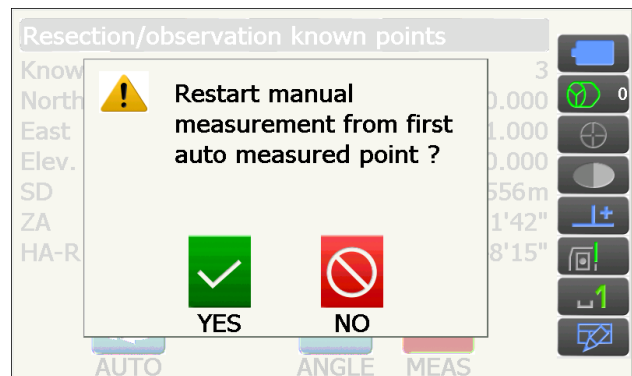 Resection/observation known points
Know 3
North 0.000
East 1.000
Elev. 0.000
SD 556m
ZA 1'42"
HA-R 8'15"
Restart manual
measurement from first
auto measured point ?
YES NO
AUTO ANGLE MEAS
0
1